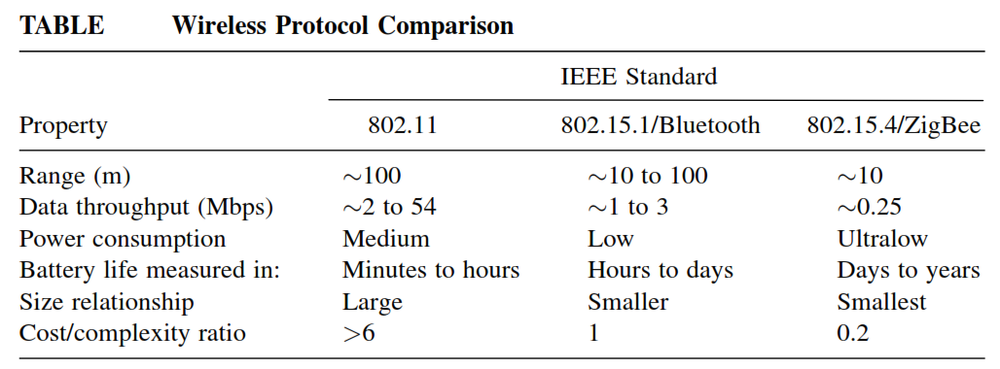 TABLE Wireless Protocol Comparison
IEEE Standard
Property 802.11 802.15.1/Bluetooth 802.15.4/ZigBee
Range (m) ∼100 ∼10 to 100 ∼10
Data throughput (Mbps) ∼2 to 54 ∼1 to 3 ∼0.25
Power consumption Medium Low Ultralow
Battery life measured in: Minutes to hours Hours to days Days to years
Size relationship Large Smaller Smallest
Cost/complexity ratio >6 1 0.2